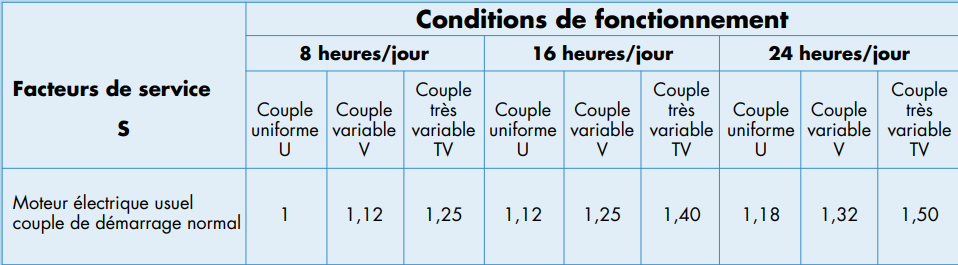 Conditions de fonctionnement
8 heures/jour 16 heures/jour 24 heures/jour
Facteurs de service
S
Couple uniforme U
Couple variable V
Couple très variable TV
Couple uniforme U
Couple variable V
Couple très variable TV
Couple uniforme U
Couple variable V
Couple très variable TV
Moteur électrique usuel
couple de démarrage normal
1 1,12 1,25 1,12 1,25 1,40 1,18 1,32 1,50